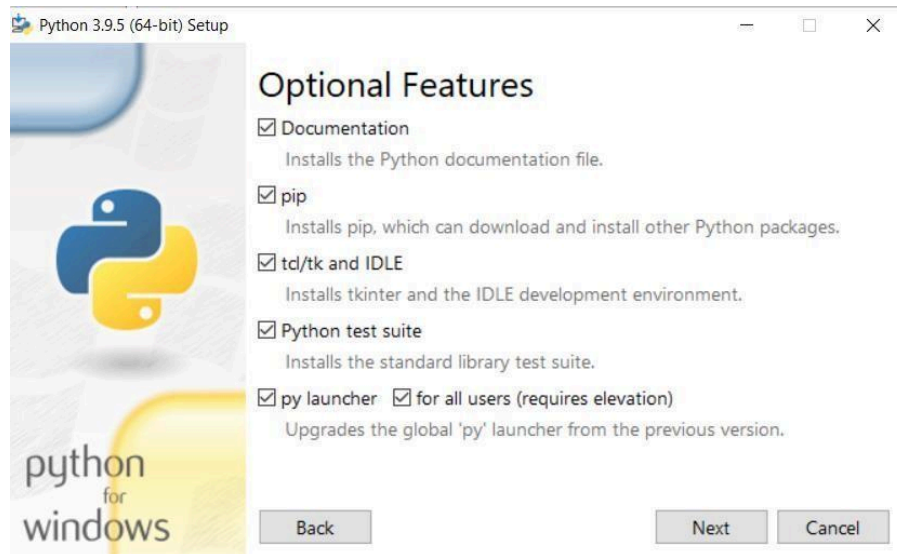 Python 3.9.5 (64-bit) Setup
Optional Features
Documentation
Installs the Python documentation file.
pip
Installs pip, which can download and install other Python packages.
tcl/tk and IDLE
Installs tkinter and the IDLE development environment.
Python test suite
Installs the standard library test suite.
py launcher for all users (requires elevation)
Upgrades the global 'py' launcher from the previous version.
python
for
windows
Back Next Cancel